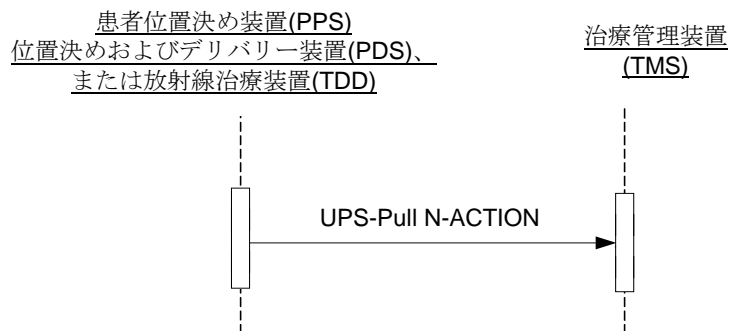 患者位置決め装置(PPS)
位置決めおよびデリバリー装置(PDS)、
または放射線治療装置(TDD)
治療管理装置
(TMS)
UPS-Pull N-ACTION